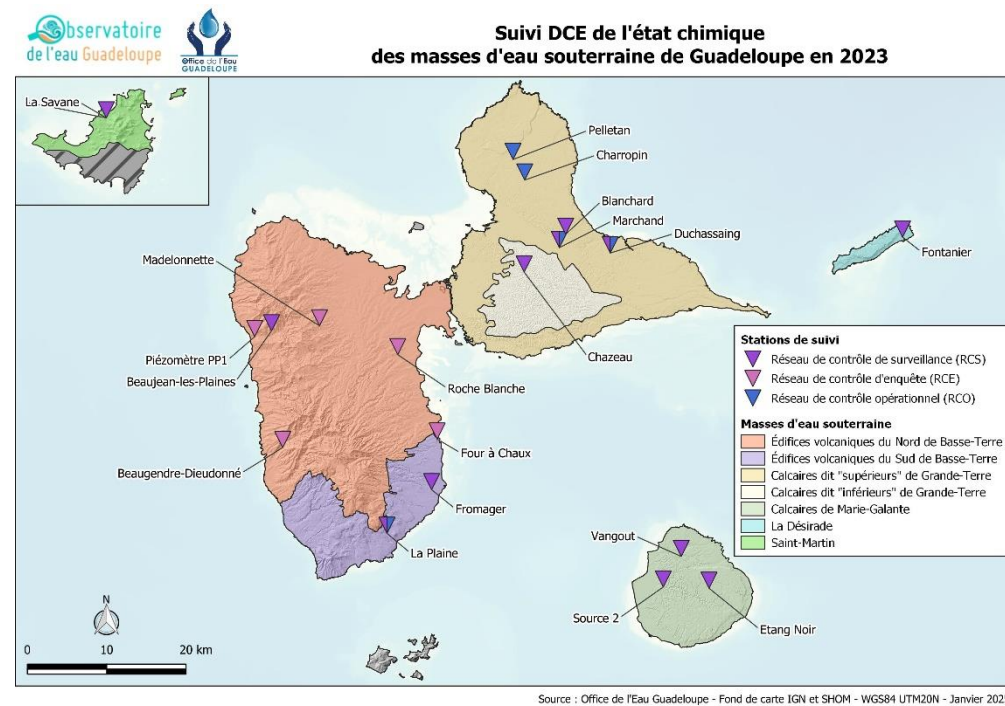 Observatoire
de l'eau Guadeloupe
Office de l'Eau
GUADELOUPE
Suivi DCE de l'état chimique
des masses d'eau souterraine de Guadeloupe en 2023
La Savane
Pelletan
Charropin
Blanchard
Marchand
Duchassaing
Fontanier
Madelonnette
Piézomètre PP1
Beaujean-les-Plaines
Chazeau
Roche Blanche
Beaugendre-Dieudonné
Four à Chaux
Fromager
La Plaine
Vangout
Source 2
Etang Noir
Stations de suivi
Réseau de contrôle de surveillance (RCS)
Réseau de contrôle d'enquête (RCE)
Réseau de contrôle opérationnel (RCO)
Masses d'eau souterraine
Édifices volcaniques du Nord de Basse-Terre
Édifices volcaniques du Sud de Basse-Terre
Calcaires dit "supérieurs" de Grande-Terre
Calcaires dit "inférieurs" de Grande-Terre
Calcaires de Marie-Galante
La Désirade
Saint-Martin
N
0 10 20 km
Source : Office de l'Eau Guadeloupe - Fond de carte IGN et SHOM - WGS84 UTM20N - Janvier